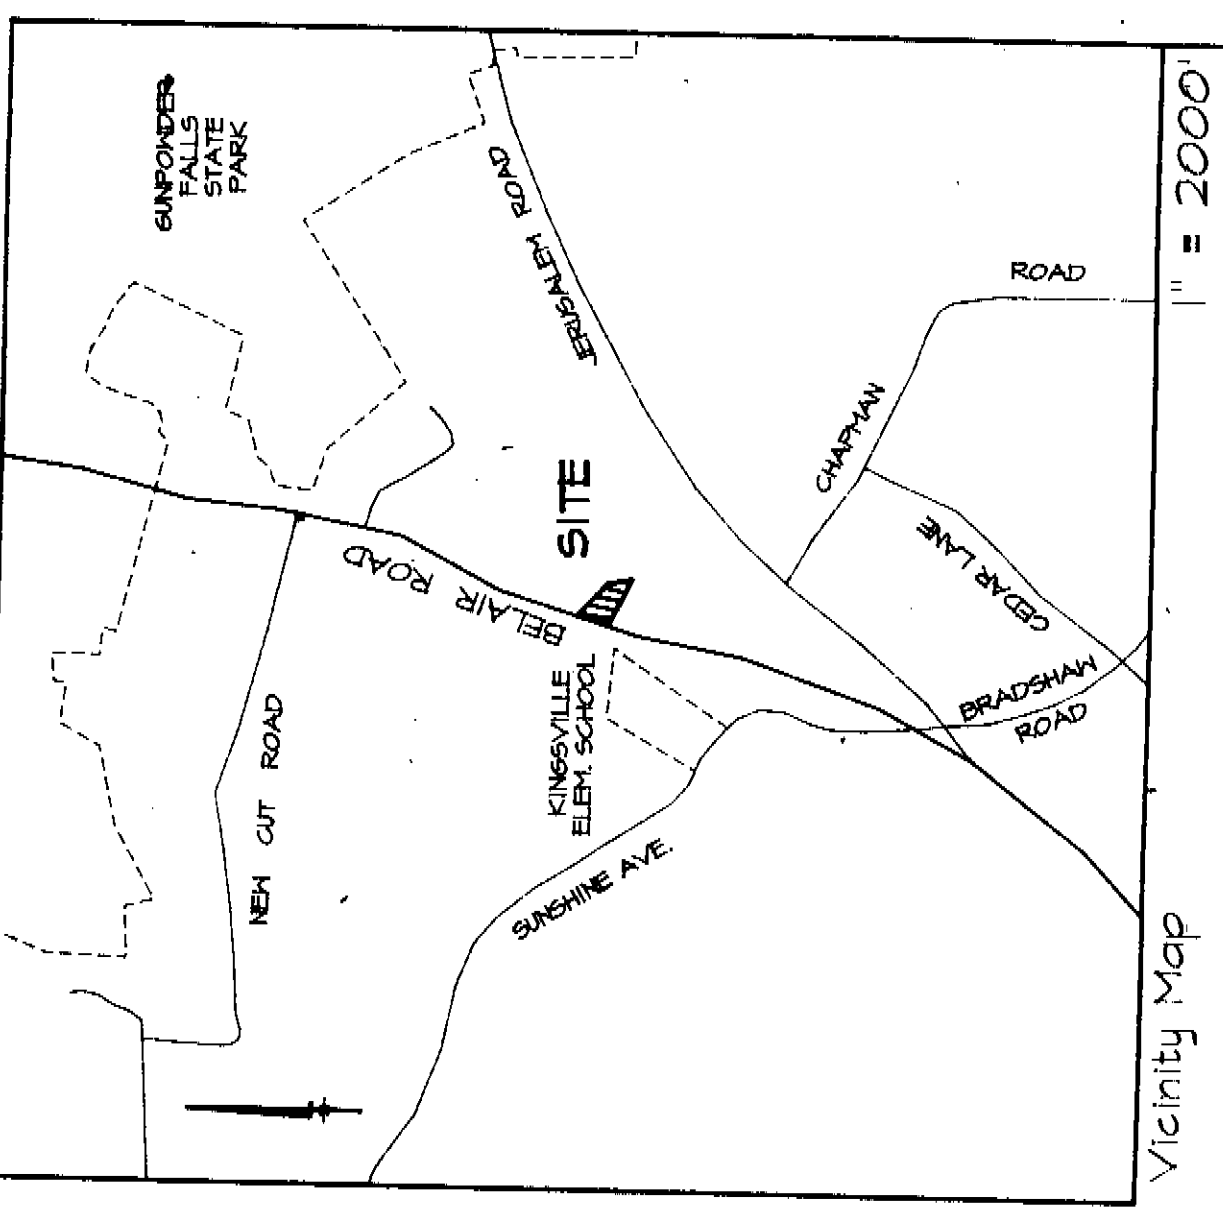 GUNPOWDER
FALLS
STATE
PARK
JERUSALEM ROAD
ROAD
CHAPMAN
SITE
BELAIR ROAD
CEDAR LANE
KINGSVILLE
ELEM. SCHOOL
BRADSHAW
ROAD
NEW CUT ROAD
SUNSHINE AVE.
Vicinity Map
1" = 2000'